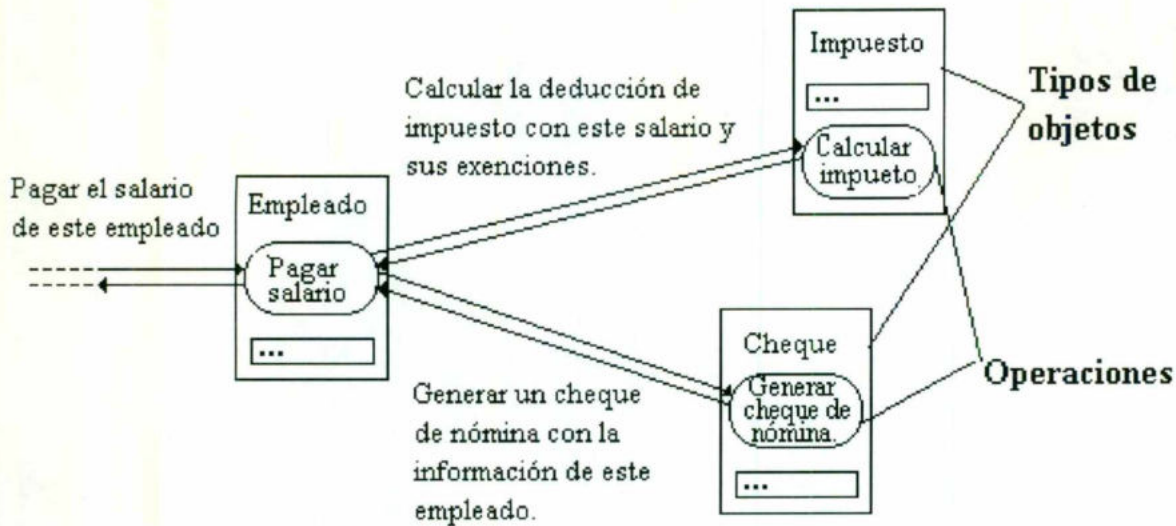 Impuesto
...
Calcular
impueto
Tipos de
objetos
Calcular la deducción de
impuesto con este salario y
sus exenciones.
Pagar el salario
de este empleado
Empleado
Pagar
salario
...
Cheque
Generar
cheque de
nómina.
...
Operaciones
Generar un cheque
de nómina con la
información de este
empleado.